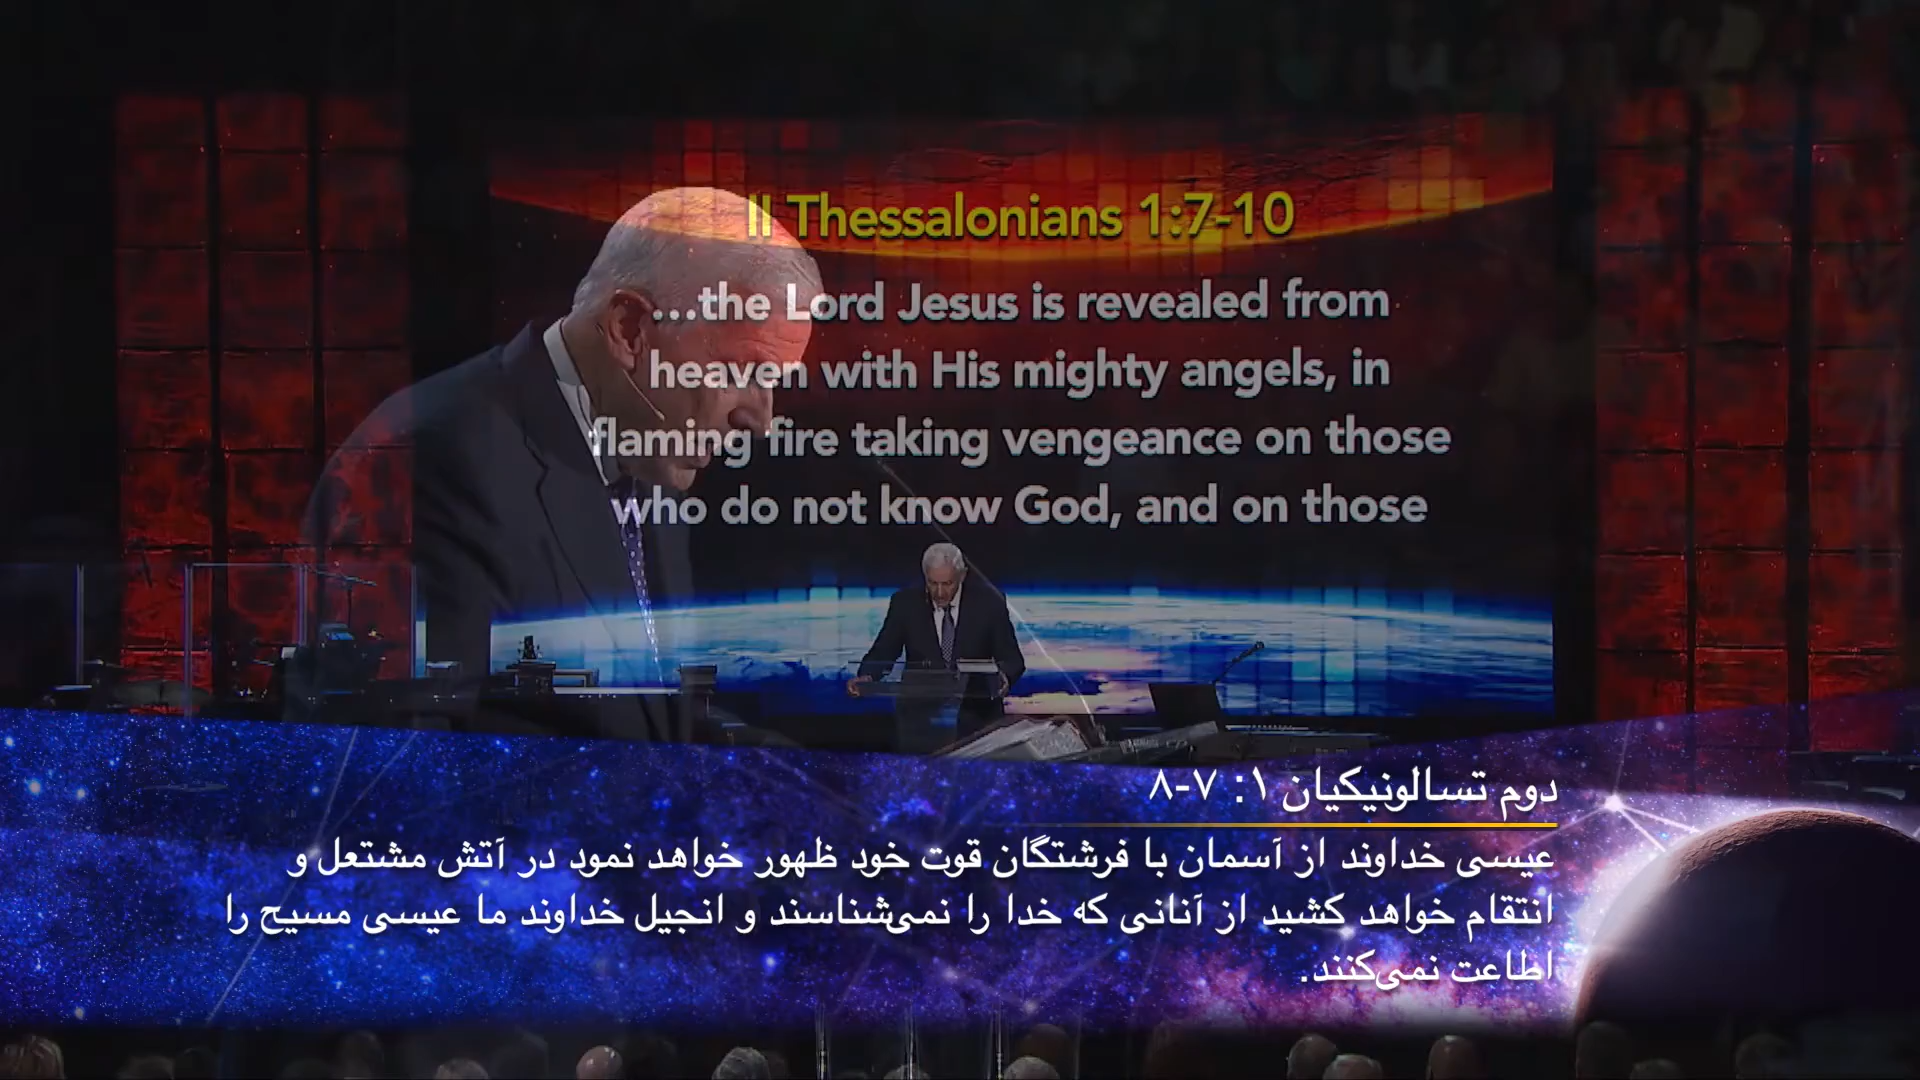 II Thessalonians 1:7-10
...the Lord Jesus is revealed from
heaven with His mighty angels, in
flaming fire taking vengeance on those
who do not know God, and on those
دوم تسالونیکیان ۱: ۷-۸
عیسی خداوند از آسمان با فرشتگان قوت خود ظهور خواهد نمود در آتش مشتعل و
انتقام خواهد کشید از آنانی که خدا را نمی‌شناسند و انجیل خداوند ما عیسی مسیح را
اطاعت نمی‌کنند.